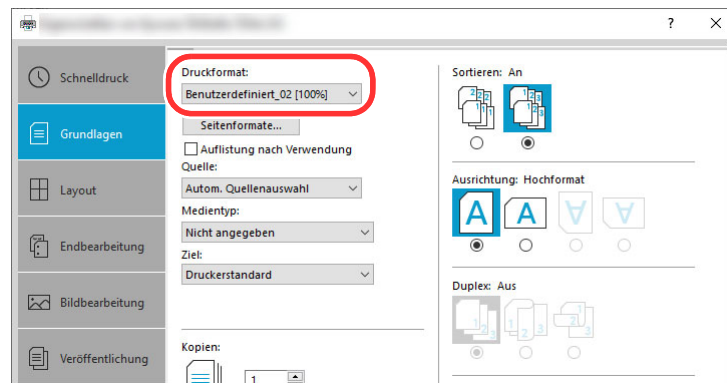 ?
Schnelldruck
Grundlagen
Layout
Endbearbeitung
Bildbearbeitung
Veröffentlichung
Druckformat:
Benutzerdefiniert_02 [100%]
Seitenformate...
Auflistung nach Verwendung
Quelle:
Autom. Quellenauswahl
Medientyp:
Nicht angegeben
Ziel:
Druckerstandard
Kopien:
1
Sortieren: An
Ausrichtung: Hochformat
A A A A
Duplex: Aus